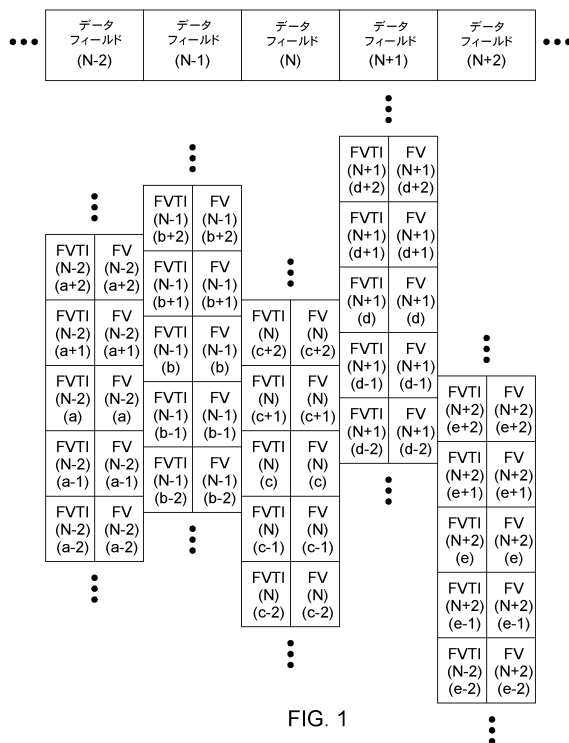 データ
フィールド
(N-2)
データ
フィールド
(N-1)
データ
フィールド
(N)
データ
フィールド
(N+1)
データ
フィールド
(N+2)
FVTI
(N-2)
(a+2)
FV
(N-2)
(a+2)
FVTI
(N-2)
(a+1)
FV
(N-2)
(a+1)
FVTI
(N-2)
(a)
FV
(N-2)
(a)
FVTI
(N-2)
(a-1)
FV
(N-2)
(a-1)
FVTI
(N-2)
(a-2)
FV
(N-2)
(a-2)
FVTI
(N-1)
(b+2)
FV
(N-1)
(b+2)
FVTI
(N-1)
(b+1)
FV
(N-1)
(b+1)
FVTI
(N-1)
(b)
FV
(N-1)
(b)
FVTI
(N-1)
(b-1)
FV
(N-1)
(b-1)
FVTI
(N-1)
(b-2)
FV
(N-1)
(b-2)
FVTI
(N)
(c+2)
FV
(N)
(c+2)
FVTI
(N)
(c+1)
FV
(N)
(c+1)
FVTI
(N)
(c)
FV
(N)
(c)
FVTI
(N)
(c-1)
FV
(N)
(c-1)
FVTI
(N)
(c-2)
FV
(N)
(c-2)
FVTI
(N+1)
(d+2)
FV
(N+1)
(d+2)
FVTI
(N+1)
(d+1)
FV
(N+1)
(d+1)
FVTI
(N+1)
(d)
FV
(N+1)
(d)
FVTI
(N+1)
(d-1)
FV
(N+1)
(d-1)
FVTI
(N+1)
(d-2)
FV
(N+1)
(d-2)
FVTI
(N+2)
(e+2)
FV
(N+2)
(e+2)
FVTI
(N+2)
(e+1)
FV
(N+2)
(e+1)
FVTI
(N+2)
(e)
FV
(N+2)
(e)
FVTI
(N+2)
(e-1)
FV
(N+2)
(e-1)
FVTI
(N-2)
(e-2)
FV
(N+2)
(e-2)
FIG. 1